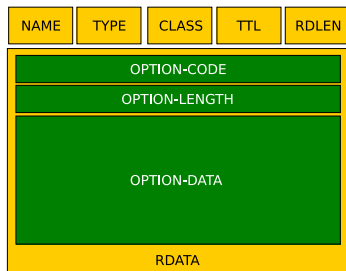 NAME TYPE CLASS TTL RDLEN
OPTION-CODE
OPTION-LENGTH
OPTION-DATA
RDATA